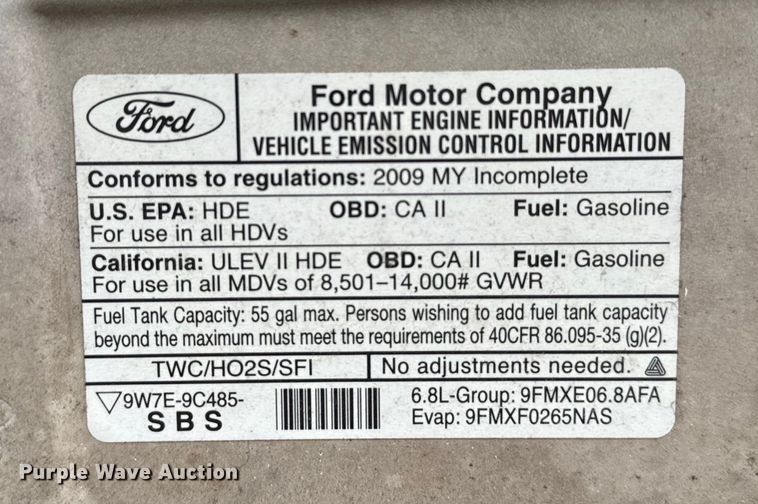 Ford
Ford Motor Company
IMPORTANT ENGINE INFORMATION/
VEHICLE EMISSION CONTROL INFORMATION
Conforms to regulations: 2009 MY Incomplete
U.S. EPA: HDE OBD: CA II Fuel: Gasoline
For use in all HDVs
California: ULEV II HDE OBD: CA II Fuel: Gasoline
For use in all MDVs of 8,501–14,000# GVWR
Fuel Tank Capacity: 55 gal max. Persons wishing to add fuel tank capacity
beyond the maximum must meet the requirements of 40CFR 86.095-35 (g)(2).
TWC/HO2S/SFI No adjustments needed.
9W7E-9C485-
SBS
6.8L-Group: 9FMXE06.8AFA
Evap: 9FMXF0265NAS
Purple Wave Auction